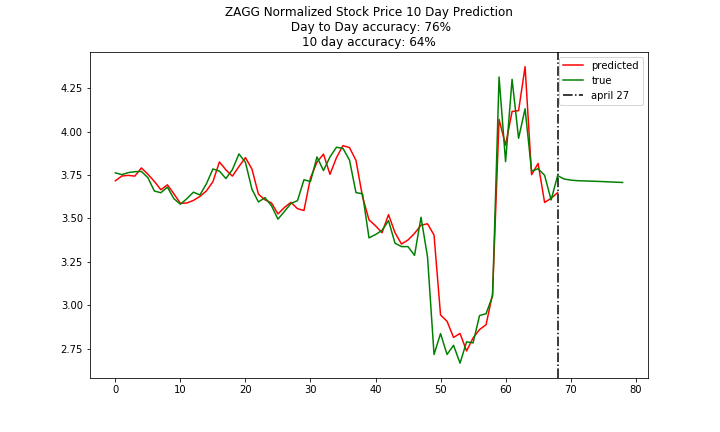 ZAGG Normalized Stock Price 10 Day Prediction
Day to Day accuracy: 76%
10 day accuracy: 64%
predicted
true
april 27
4.25
4.00
3.75
3.50
3.25
3.00
2.75
0 10 20 30 40 50 60 70 80